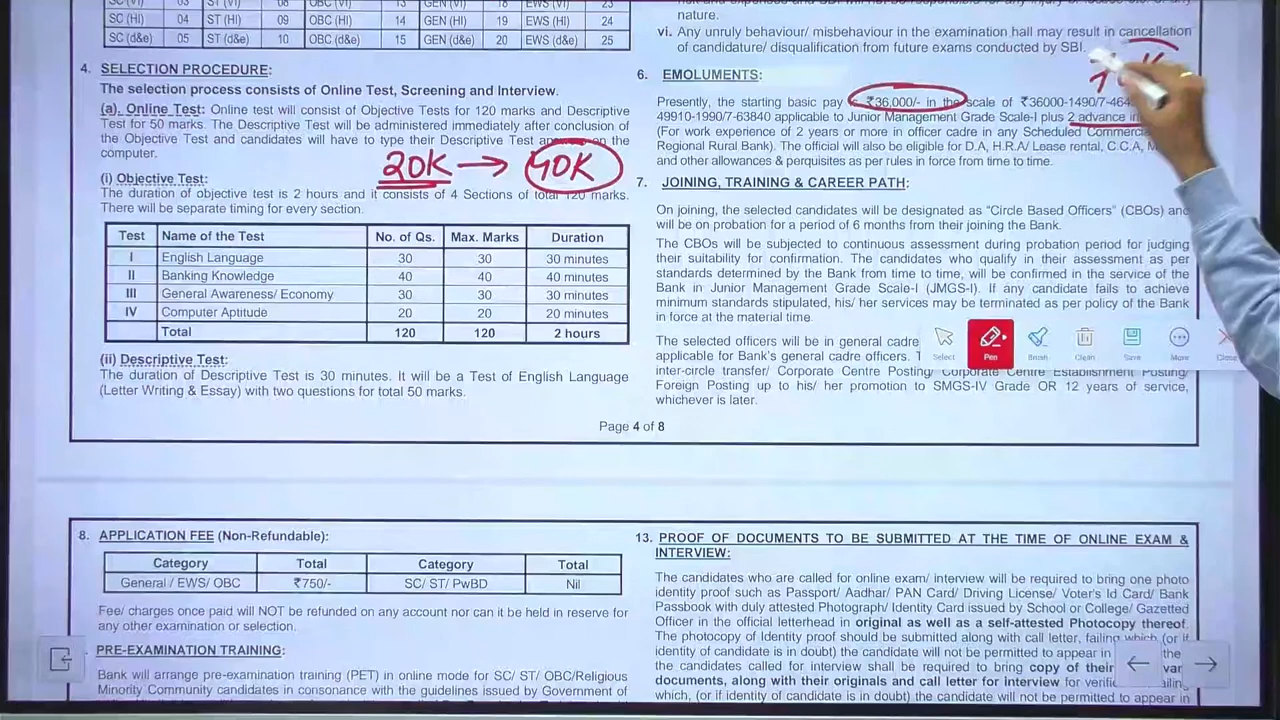 SC (VI) 03 ST (VI) 08 OBC (VI) 13 GEN (VI) 18 EWS (VI) 23
SC (HI) 04 ST (HI) 09 OBC (HI) 14 GEN (HI) 19 EWS (HI) 24
SC (d&e) 05 ST (d&e) 10 OBC (d&e) 15 GEN (d&e) 20 EWS (d&e) 25
4. SELECTION PROCEDURE:
The selection process consists of Online Test, Screening and Interview.
(a). Online Test: Online test will consist of Objective Tests for 120 marks and Descriptive
Test for 50 marks. The Descriptive Test will be administered immediately after conclusion of
the Objective Test and candidates will have to type their Descriptive Test on the
computer.
20K → 40K
(i) Objective Test:
The duration of objective test is 2 hours and it consists of 4 Sections of total 120 marks.
There will be separate timing for every section.
Test Name of the Test No. of Qs. Max. Marks Duration
I English Language 30 30 30 minutes
II Banking Knowledge 40 40 40 minutes
III General Awareness/ Economy 30 30 30 minutes
IV Computer Aptitude 20 20 20 minutes
Total 120 120 2 hours
(ii) Descriptive Test:
The duration of Descriptive Test is 30 minutes. It will be a Test of English Language
(Letter Writing & Essay) with two questions for total 50 marks.
nature.
vi. Any unruly behaviour/ misbehaviour in the examination hall may result in cancellation
of candidature/ disqualification from future exams conducted by SBI.
6. EMOLUMENTS:
Presently, the starting basic pay is ₹36,000/- in the scale of ₹36000-1490/7-464
49910-1990/7-63840 applicable to Junior Management Grade Scale-I plus 2 advance in
(For work experience of 2 years or more in officer cadre in any Scheduled Commerc
Regional Rural Bank). The official will also be eligible for D.A, H.R.A/ Lease rental, C.C.A, M
and other allowances & perquisites as per rules in force from time to time.
7. JOINING, TRAINING & CAREER PATH:
On joining, the selected candidates will be designated as “Circle Based Officers” (CBOs) and
will be on probation for a period of 6 months from their joining the Bank.
The CBOs will be subjected to continuous assessment during probation period for judging
their suitability for confirmation. The candidates who qualify in their assessment as per
standards determined by the Bank from time to time, will be confirmed in the service of the
Bank in Junior Management Grade Scale-I (JMGS-I). If any candidate fails to achieve
minimum standards stipulated, his/ her services may be terminated as per policy of the Bank
in force at the material time.
The selected officers will be in general cadre
applicable for Bank's general cadre officers. T
inter-circle transfer/ Corporate Centre Posting/ Corporate Centre Establishment Posting/
Foreign Posting up to his/ her promotion to SMGS-IV Grade OR 12 years of service,
whichever is later.
Select Pen Brush Clean Save More Close
Page 4 of 8
8. APPLICATION FEE (Non-Refundable):
Category Total Category Total
General / EWS/ OBC ₹750/- SC/ ST/ PwBD Nil
Fee/ charges once paid will NOT be refunded on any account nor can it be held in reserve for
any other examination or selection.
PRE-EXAMINATION TRAINING:
Bank will arrange pre-examination training (PET) in online mode for SC/ ST/ OBC/Religious
Minority Community candidates in consonance with the guidelines issued by Government of
13. PROOF OF DOCUMENTS TO BE SUBMITTED AT THE TIME OF ONLINE EXAM &
INTERVIEW:
The candidates who are called for online exam/ interview will be required to bring one photo
identity proof such as Passport/ Aadhar/ PAN Card/ Driving License/ Voter's Id Card/ Bank
Passbook with duly attested Photograph/ Identity Card issued by School or College/ Gazetted
Officer in the official letterhead in original as well as a self-attested Photocopy thereof.
The photocopy of Identity proof should be submitted along with call letter, failing which (or if
identity of candidate is in doubt) the candidate will not be permitted to appear in the
the candidates called for interview shall be required to bring copy of their
documents, along with their originals and call letter for interview for verific
which, (or if identity of candidate is in doubt) the candidate will not be permitted to appear in